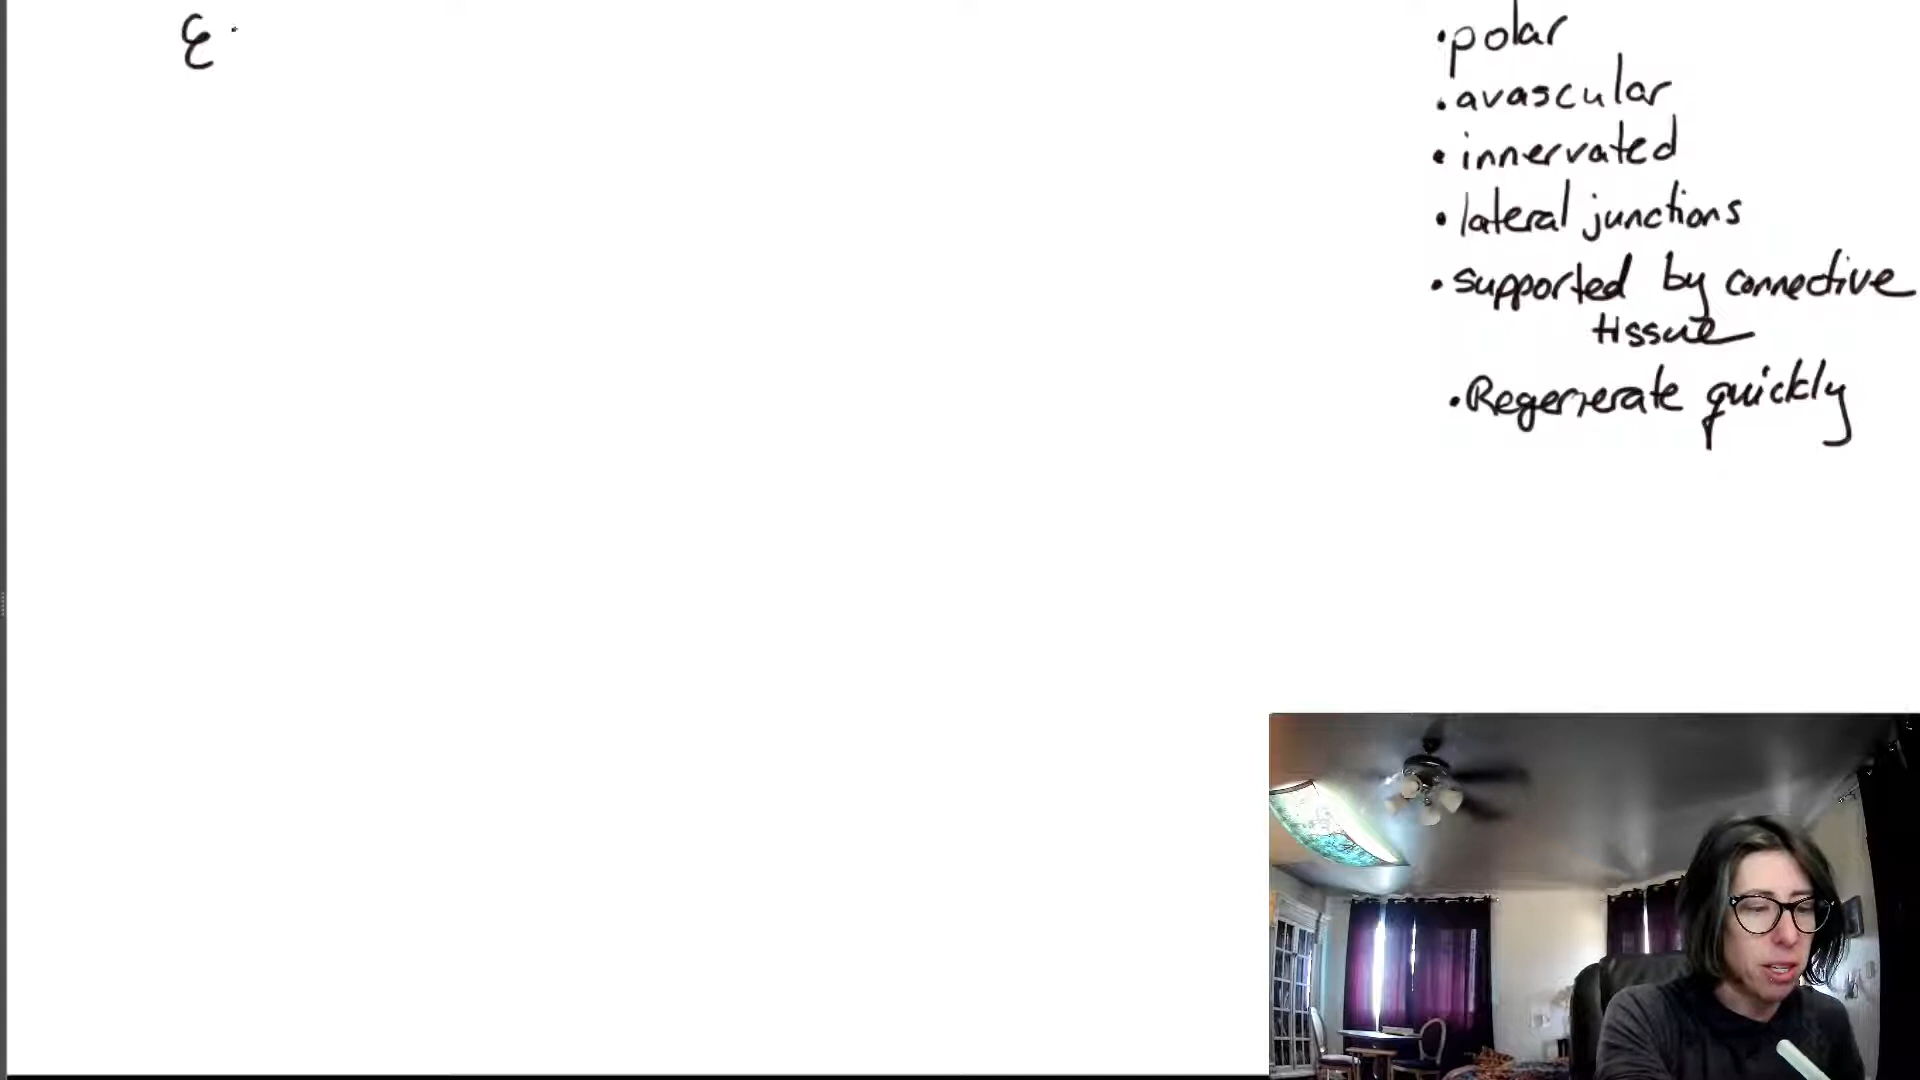 ε
• polar
• avascular
• innervated
• lateral junctions
• supported by connective
tissue
• Regenerate quickly